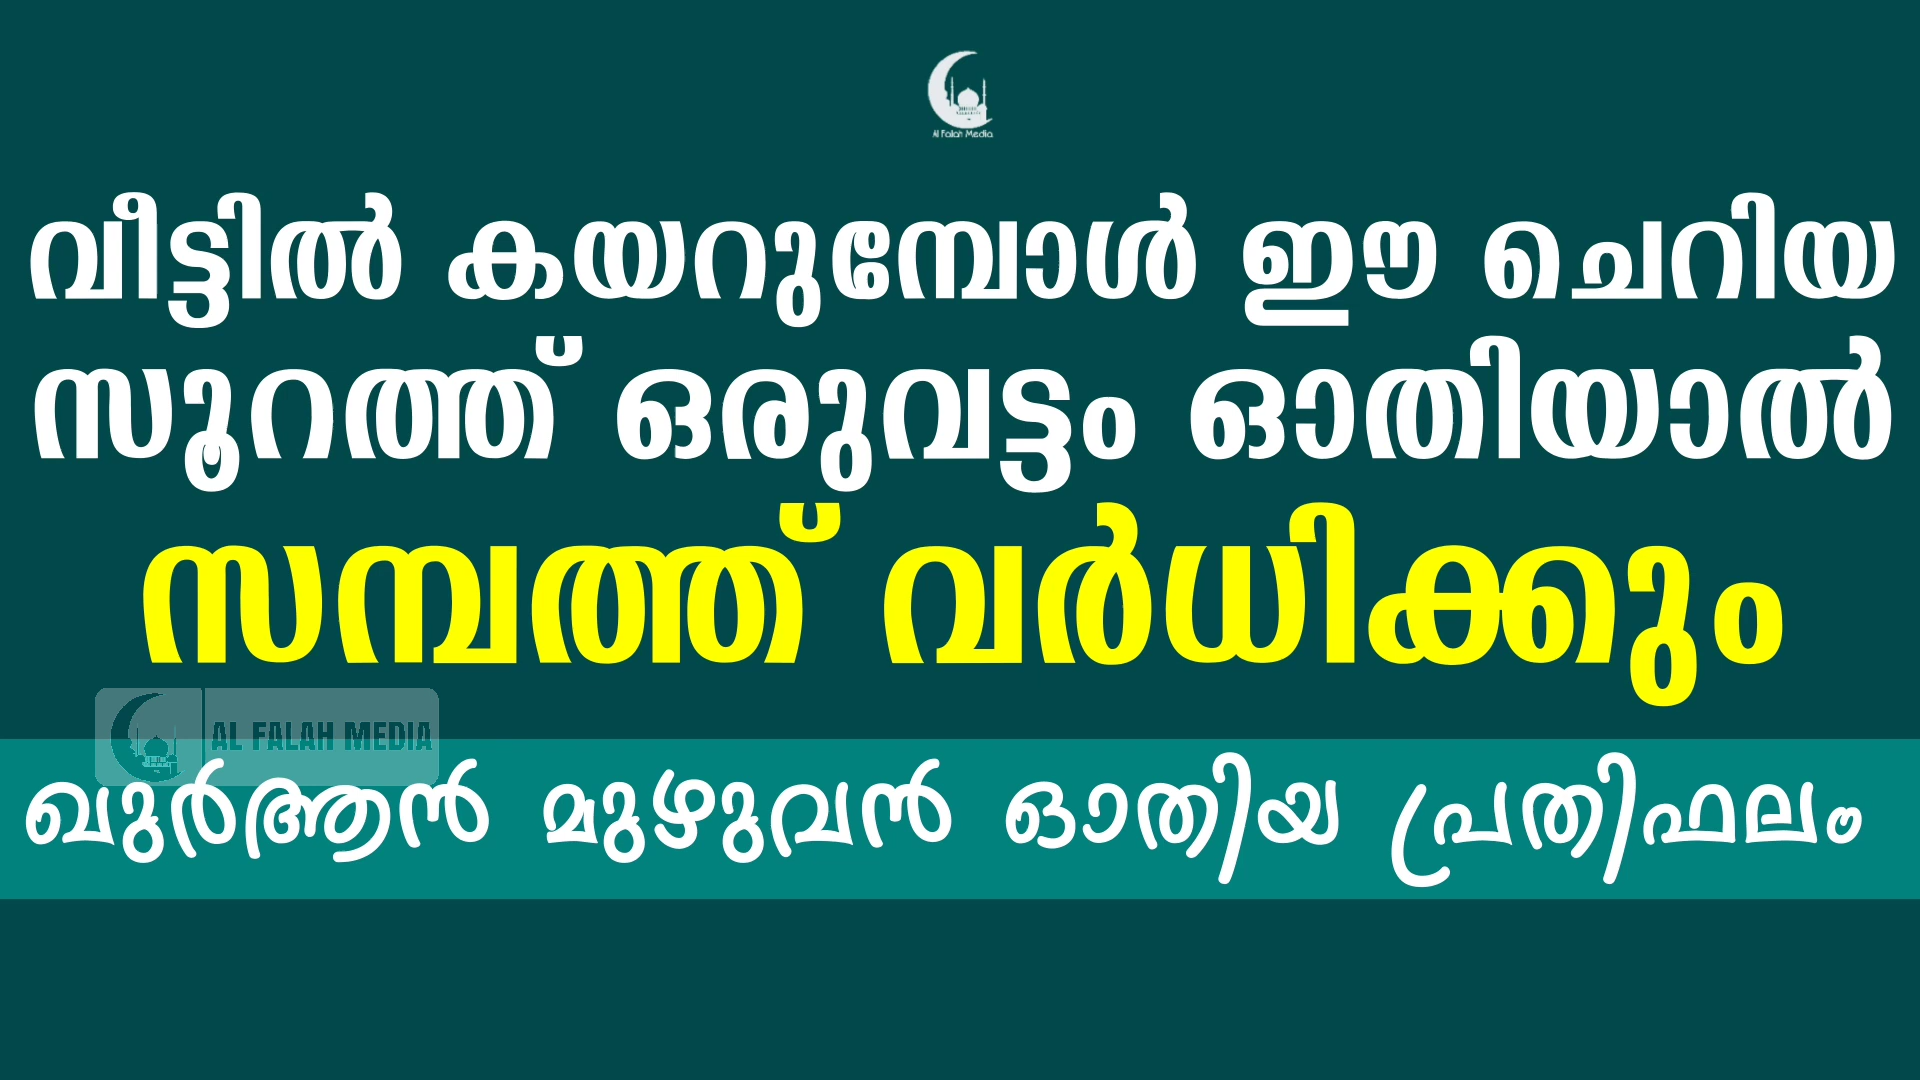 Al Falah Media
വീട്ടിൽ കയറുമ്പോൾ ഈ ചെറിയ
സൂറത്ത് ഒരുവട്ടം ഓതിയാൽ
സമ്പത്ത് വർധിക്കും
AL FALAH MEDIA
ഖുർആൻ മുഴുവൻ ഓതിയ പ്രതിഫലം